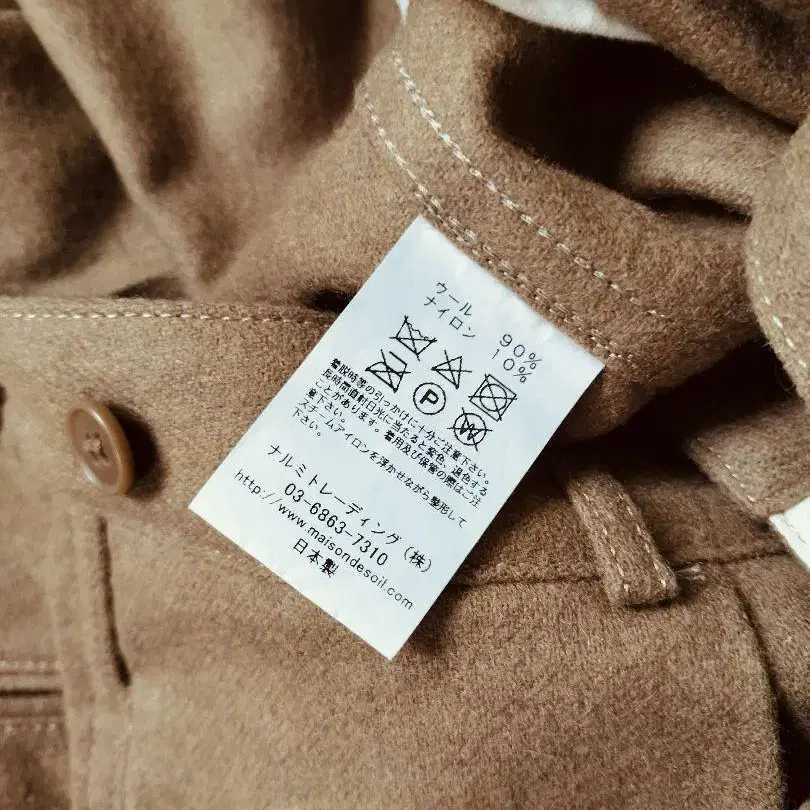 ウール 90%
ナイロン 10%
P
W
着脱時等の引っかけに十分ご注意下さい。
長時間直射日光に当たると変色、退色する
ことがあります。着用及び保管の際はご注
意下さい。
スチームアイロンを浮かせながら整形して
下さい。
ナルミトレーディング（株）
03-6863-7310
http://www.maisondesoil.com
日本製